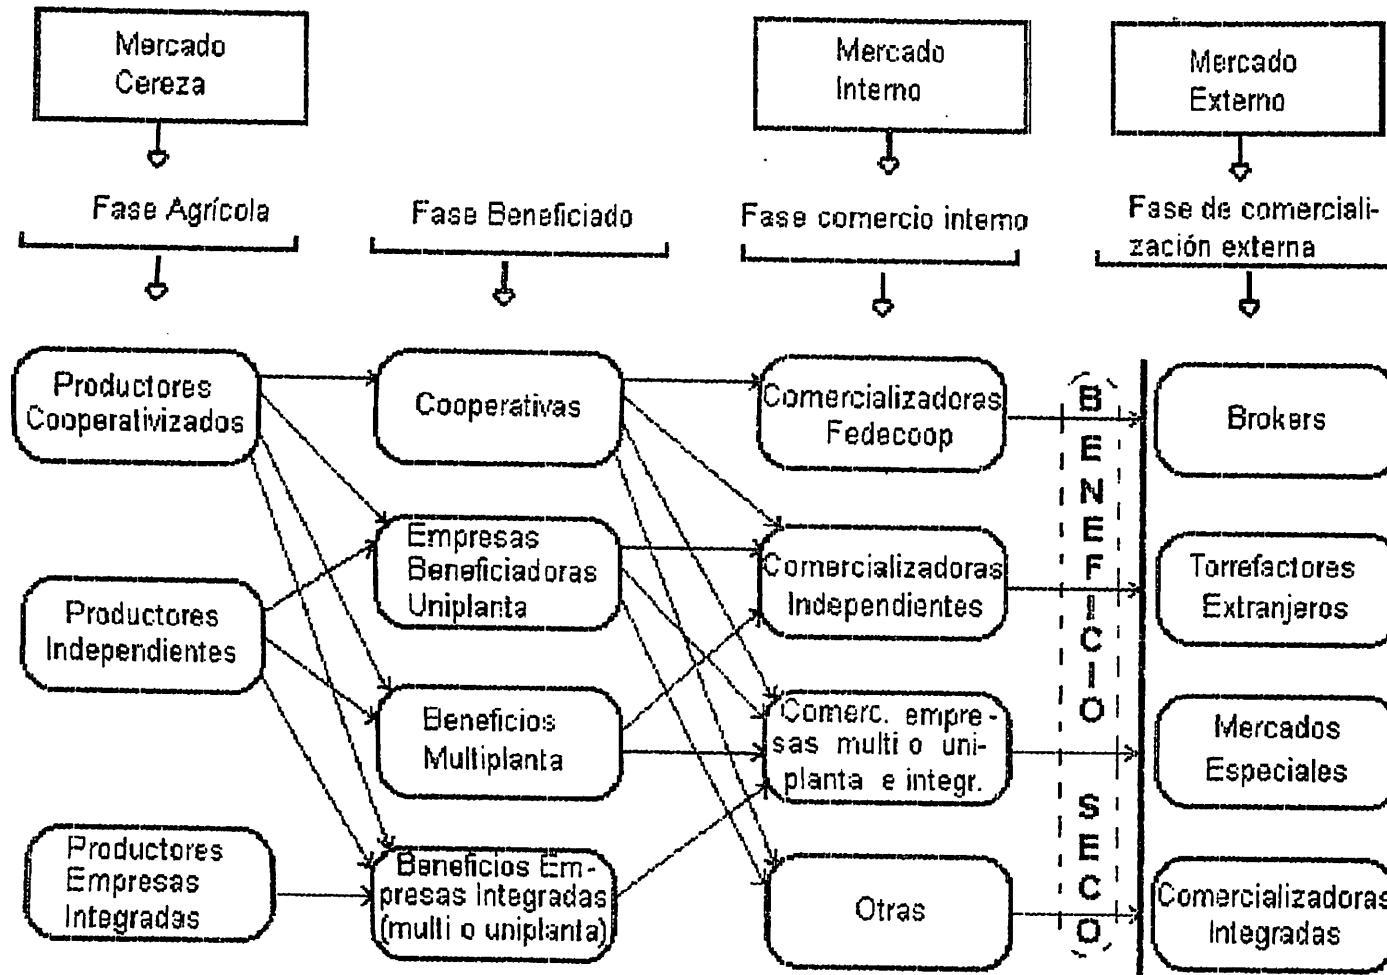 Mercado
Cereza
Mercado
Interno
Mercado
Externo
Fase Agrícola
Fase Beneficiado
Fase comercio interno
Fase de comerciali-
zación externa
Productores
Cooperativizados
Cooperativas
Comercializadoras
Fedecoop
Brokers
Empresas
Beneficiadoras
Uniplanta
Comercializadoras
Independientes
Torrefactores
Extranjeros
Productores
Independientes
Beneficios
Multiplanta
Comerc. empre-
sas multi o uni-
planta e integr.
Mercados
Especiales
Productores
Empresas
Integradas
Beneficios Em-
presas Integradas
(multi o uniplanta)
Otras
Comercializadoras
Integradas
BENEFICIO SECO